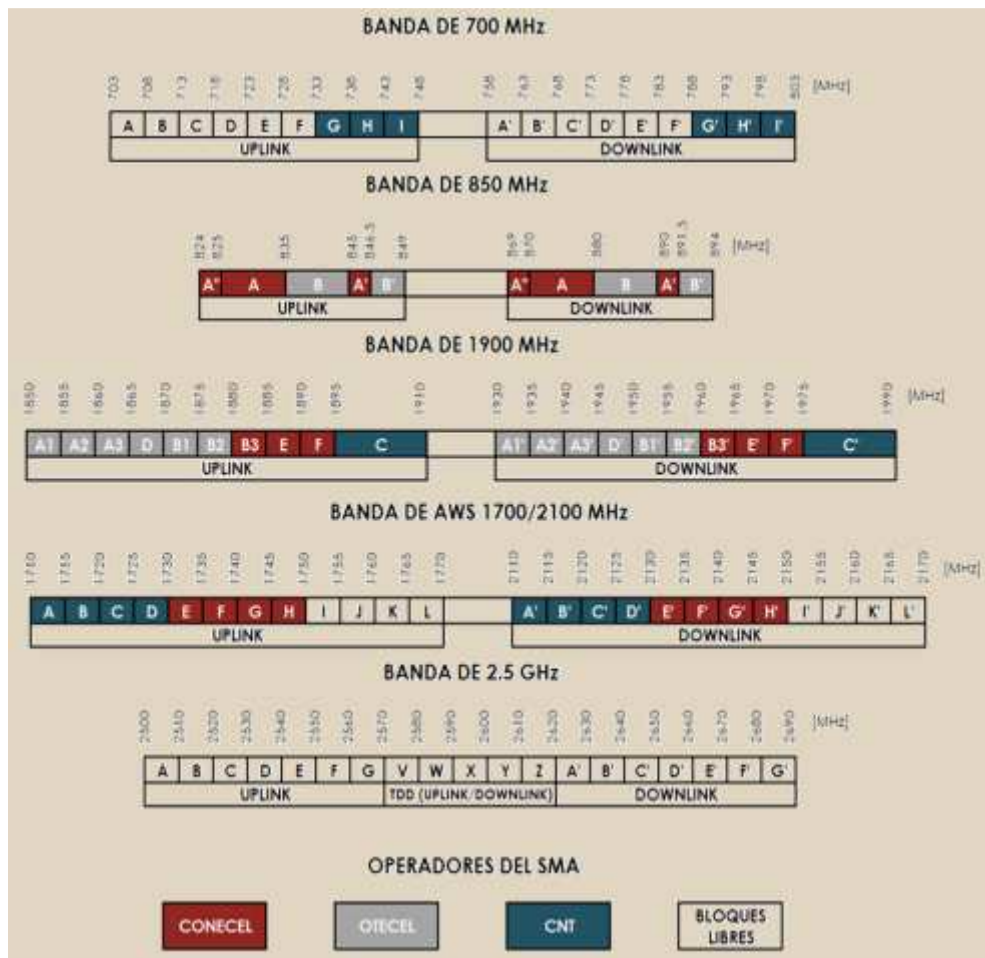 BANDA DE 700 MHz
703 708 713 718 723 728 733 738 743 748 758 763 768 773 778 783 788 793 798 803 [MHz]
A B C D E F G H I A' B' C' D' E' F' G' H' I'
UPLINK DOWNLINK
BANDA DE 850 MHz
824 825 835 845 846.5 849 869 870 880 890 891.5 894 [MHz]
A" A B A' B' A" A B A' B'
UPLINK DOWNLINK
BANDA DE 1900 MHz
1850 1855 1860 1865 1870 1875 1880 1885 1890 1895 1910 1930 1935 1940 1945 1950 1955 1960 1965 1970 1975 1990 [MHz]
A1 A2 A3 D B1 B2 B3 E F C A1' A2' A3' D' B1' B2' B3' E' F' C'
UPLINK DOWNLINK
BANDA DE AWS 1700/2100 MHz
1710 1715 1720 1725 1730 1735 1740 1745 1750 1755 1760 1765 1770 2110 2115 2120 2125 2130 2135 2140 2145 2150 2155 2160 2165 2170 [MHz]
A B C D E F G H I J K L A' B' C' D' E' F' G' H' I' J' K' L'
UPLINK DOWNLINK
BANDA DE 2.5 GHz
2500 2510 2520 2530 2540 2550 2560 2570 2580 2590 2600 2610 2620 2630 2640 2650 2660 2670 2680 2690 [MHz]
A B C D E F G V W X Y Z A' B' C' D' E' F' G'
UPLINK TDD (UPLINK/DOWNLINK) DOWNLINK
OPERADORES DEL SMA
CONECEL OTECEL CNT BLOQUES
LIBRES